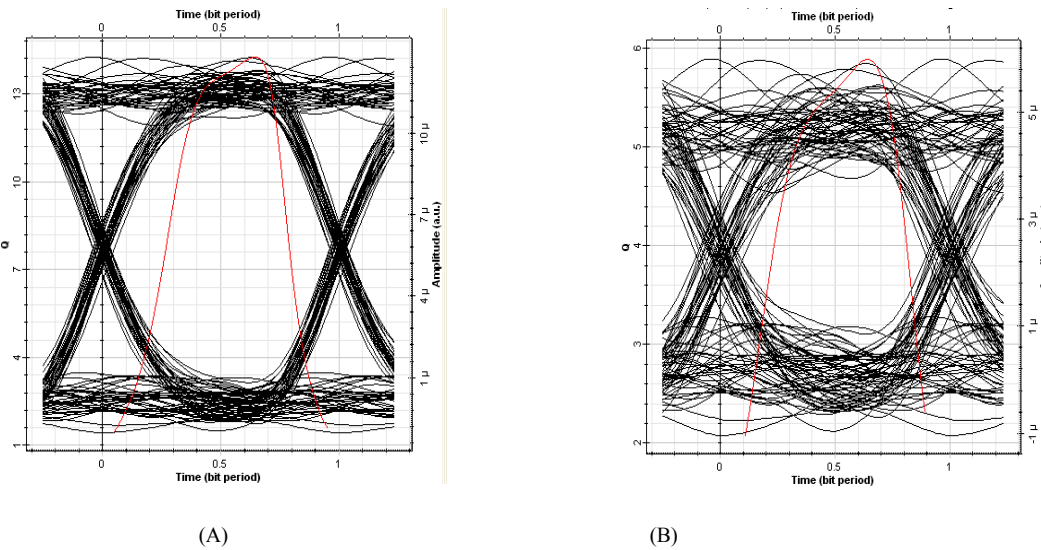 Time (bit period)
0 0.5 1
13
10
7
4
1
Q
10 µ
7 µ
4 µ
1 µ
Amplitude (a.u.)
0 0.5 1
Time (bit period)
(A)
Time (bit period)
0 0.5 1
6
5
4
3
2
Q
5 µ
3 µ
1 µ
-1 µ
0 0.5 1
Time (bit period)
(B)